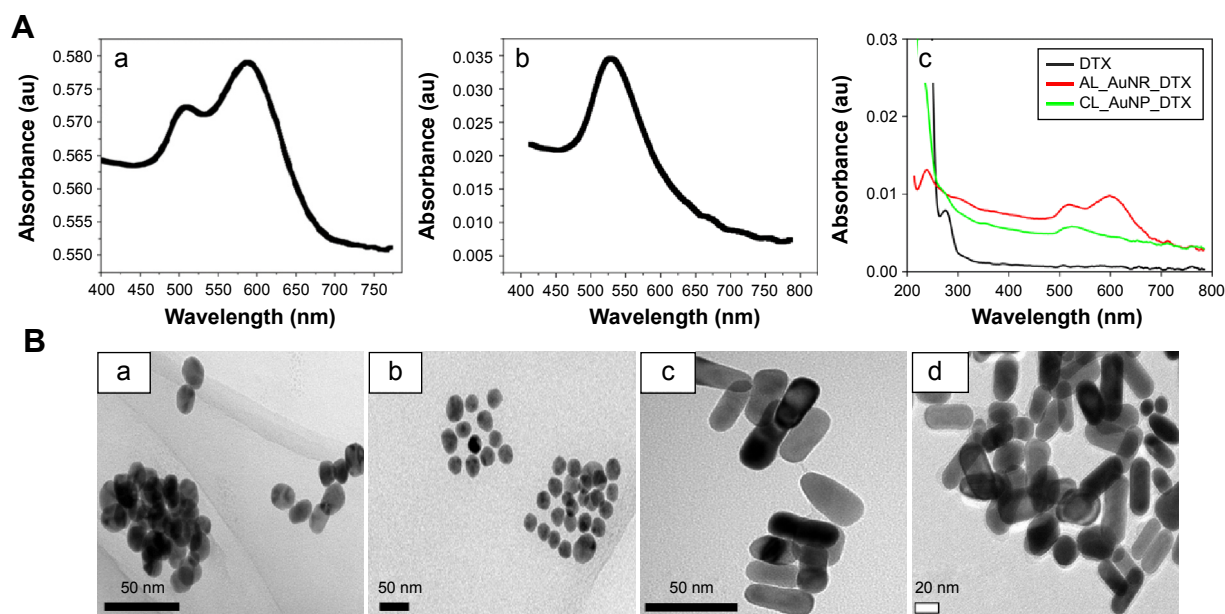 A
a
0.580
0.575
0.570
0.565
0.560
0.555
0.550
Absorbance (au)
400 450 500 550 600 650 700 750
Wavelength (nm)
b
0.035
0.030
0.025
0.020
0.015
0.010
0.005
Absorbance (au)
400 450 500 550 600 650 700 750 800
Wavelength (nm)
c
0.03
0.02
0.01
0.00
Absorbance (au)
DTX
AL_AuNR_DTX
CL_AuNP_DTX
200 300 400 500 600 700 800
Wavelength (nm)
B
a
50 nm
b
50 nm
c
50 nm
d
20 nm